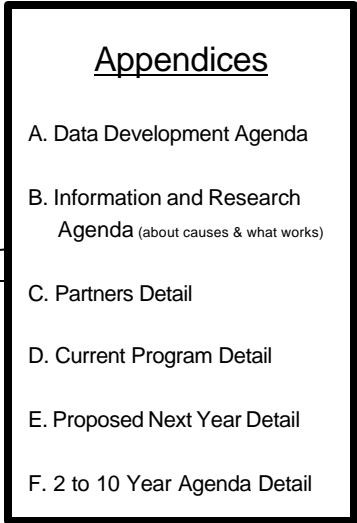 Appendices
A. Data Development Agenda
B. Information and Research
Agenda (about causes & what works)
C. Partners Detail
D. Current Program Detail
E. Proposed Next Year Detail
F. 2 to 10 Year Agenda Detail